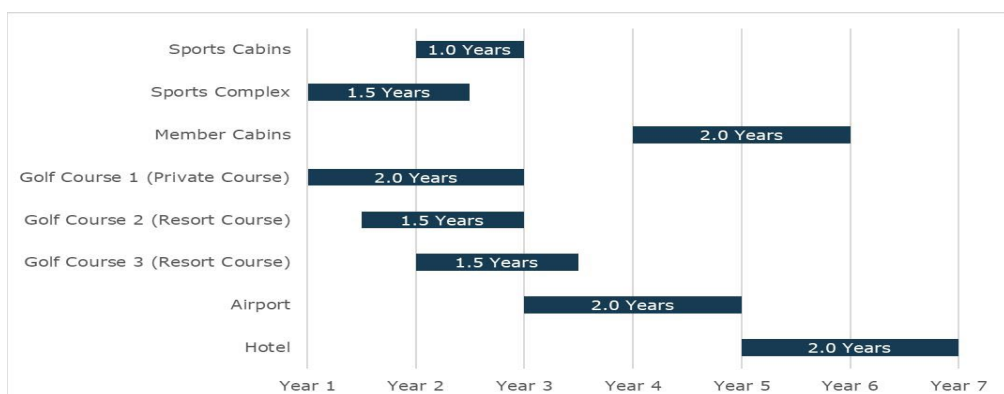 Sports Cabins 1.0 Years
Sports Complex 1.5 Years
Member Cabins 2.0 Years
Golf Course 1 (Private Course) 2.0 Years
Golf Course 2 (Resort Course) 1.5 Years
Golf Course 3 (Resort Course) 1.5 Years
Airport 2.0 Years
Hotel 2.0 Years
Year 1 Year 2 Year 3 Year 4 Year 5 Year 6 Year 7